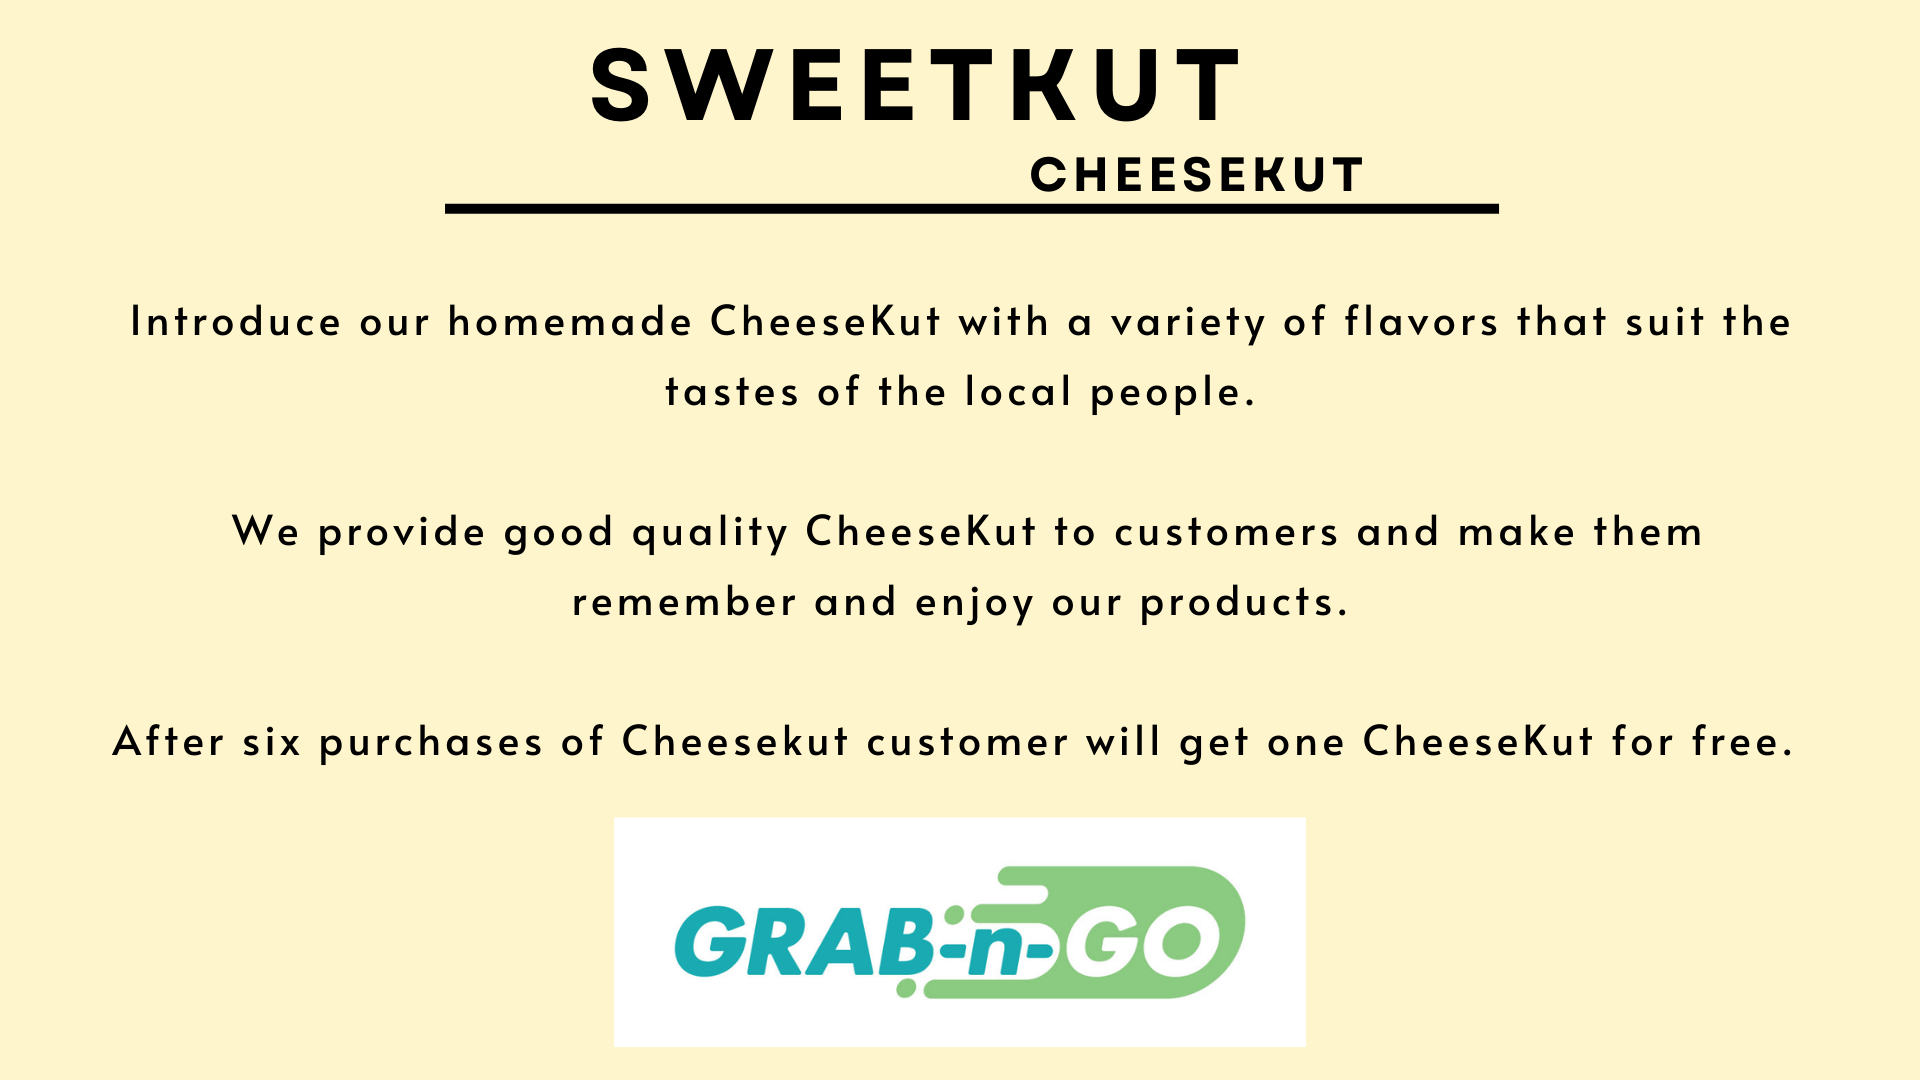 SWEETKUT
CHEESEKUT
Introduce our homemade CheeseKut with a variety of flavors that suit the
tastes of the local people.
We provide good quality CheeseKut to customers and make them
remember and enjoy our products.
After six purchases of Cheesekut customer will get one CheeseKut for free.
GRAB-n-GO